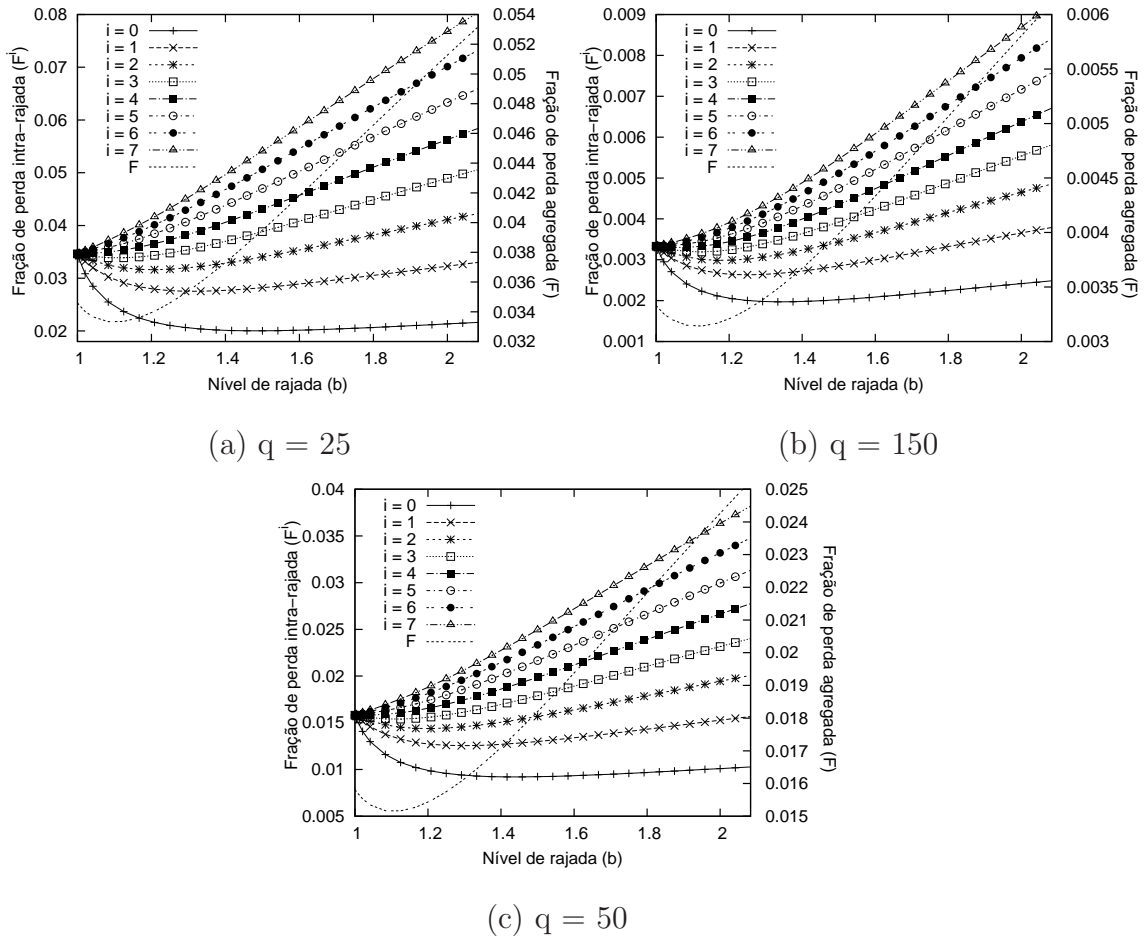 Fração de perda intra−rajada (Fⁱ)
0.08
0.07
0.06
0.05
0.04
0.03
0.02
i = 0
i = 1
i = 2
i = 3
i = 4
i = 5
i = 6
i = 7
F
0.054
0.052
0.05
0.048
0.046
0.044
0.042
0.04
0.038
0.036
0.034
0.032
Fração de perda agregada (F)
1 1.2 1.4 1.6 1.8 2
Nível de rajada (b)
(a) q = 25
Fração de perda intra−rajada (Fⁱ)
0.009
0.008
0.007
0.006
0.005
0.004
0.003
0.002
0.001
i = 0
i = 1
i = 2
i = 3
i = 4
i = 5
i = 6
i = 7
F
0.006
0.0055
0.005
0.0045
0.004
0.0035
0.003
Fração de perda agregada (F)
1 1.2 1.4 1.6 1.8 2
Nível de rajada (b)
(b) q = 150
Fração de perda intra−rajada (Fⁱ)
0.04
0.035
0.03
0.025
0.02
0.015
0.01
0.005
i = 0
i = 1
i = 2
i = 3
i = 4
i = 5
i = 6
i = 7
F
0.025
0.024
0.023
0.022
0.021
0.02
0.019
0.018
0.017
0.016
0.015
Fração de perda agregada (F)
1 1.2 1.4 1.6 1.8 2
Nível de rajada (b)
(c) q = 50